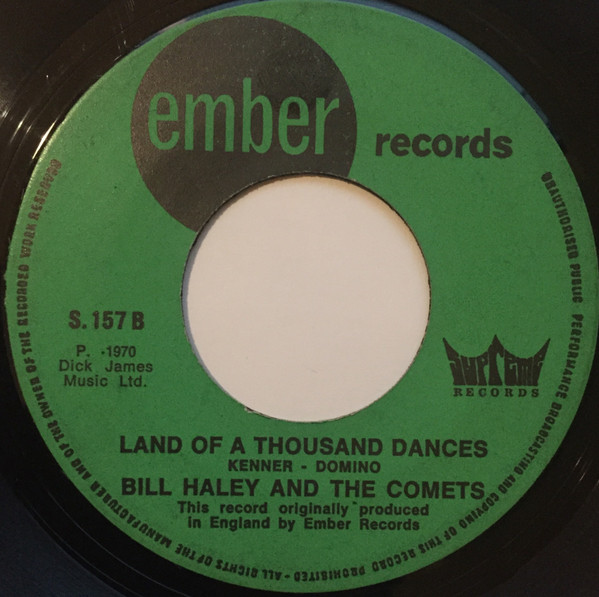 ember
records
S. 157 B
P. .1970
Dick James
Music Ltd.
SUPREME
RECORDS
LAND OF A THOUSAND DANCES
KENNER - DOMINO
BILL HALEY AND THE COMETS
This record originally produced
in England by Ember Records
ALL RIGHTS OF THE MANUFACTURER AND OF THE OWNER OF THE RECORDED WORK RESERVED
UNAUTHORISED PUBLIC PERFORMANCE BROADCASTING AND COPYING OF THIS RECORD PROHIBITED -